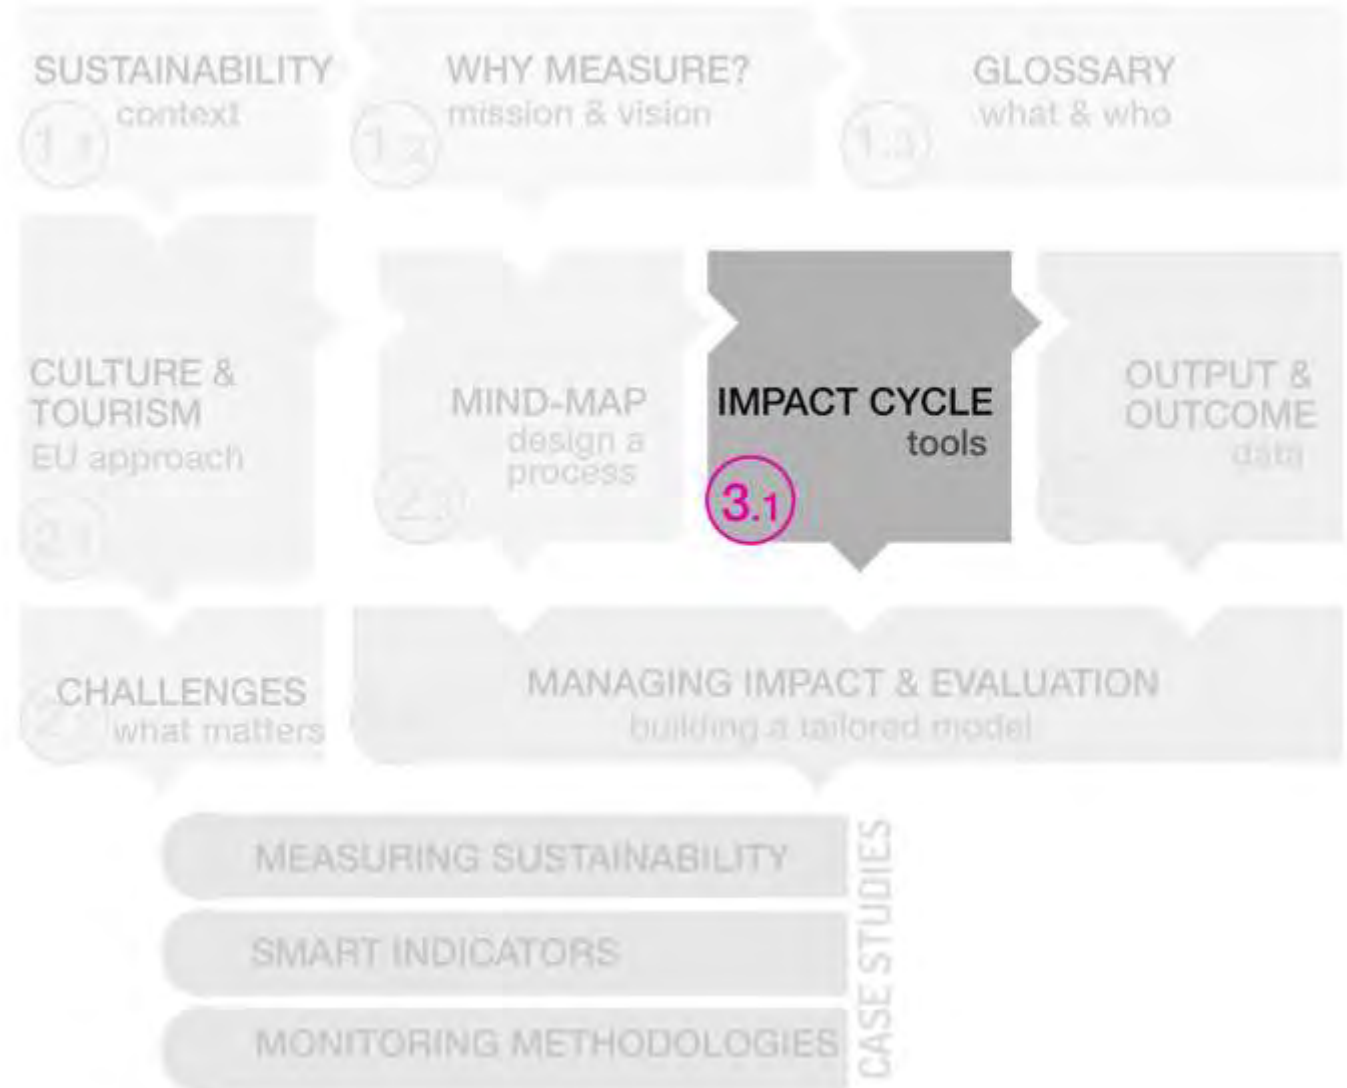 SUSTAINABILITY
context
1.1
WHY MEASURE?
mission & vision
1.2
GLOSSARY
what & who
1.3
CULTURE &
TOURISM
EU approach
2.1
MIND-MAP
design a
process
IMPACT CYCLE
tools
3.1
OUTPUT &
OUTCOME
data
CHALLENGES
what matters
MANAGING IMPACT & EVALUATION
building a tailored model
MEASURING SUSTAINABILITY
SMART INDICATORS
MONITORING METHODOLOGIES
CASE STUDIES